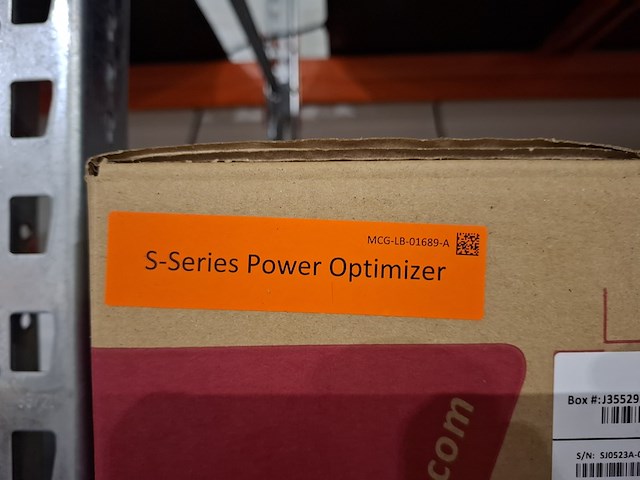 MCG-LB-01689-A
S-Series Power Optimizer
com
Box #:J35529
S/N: SJ0523A-